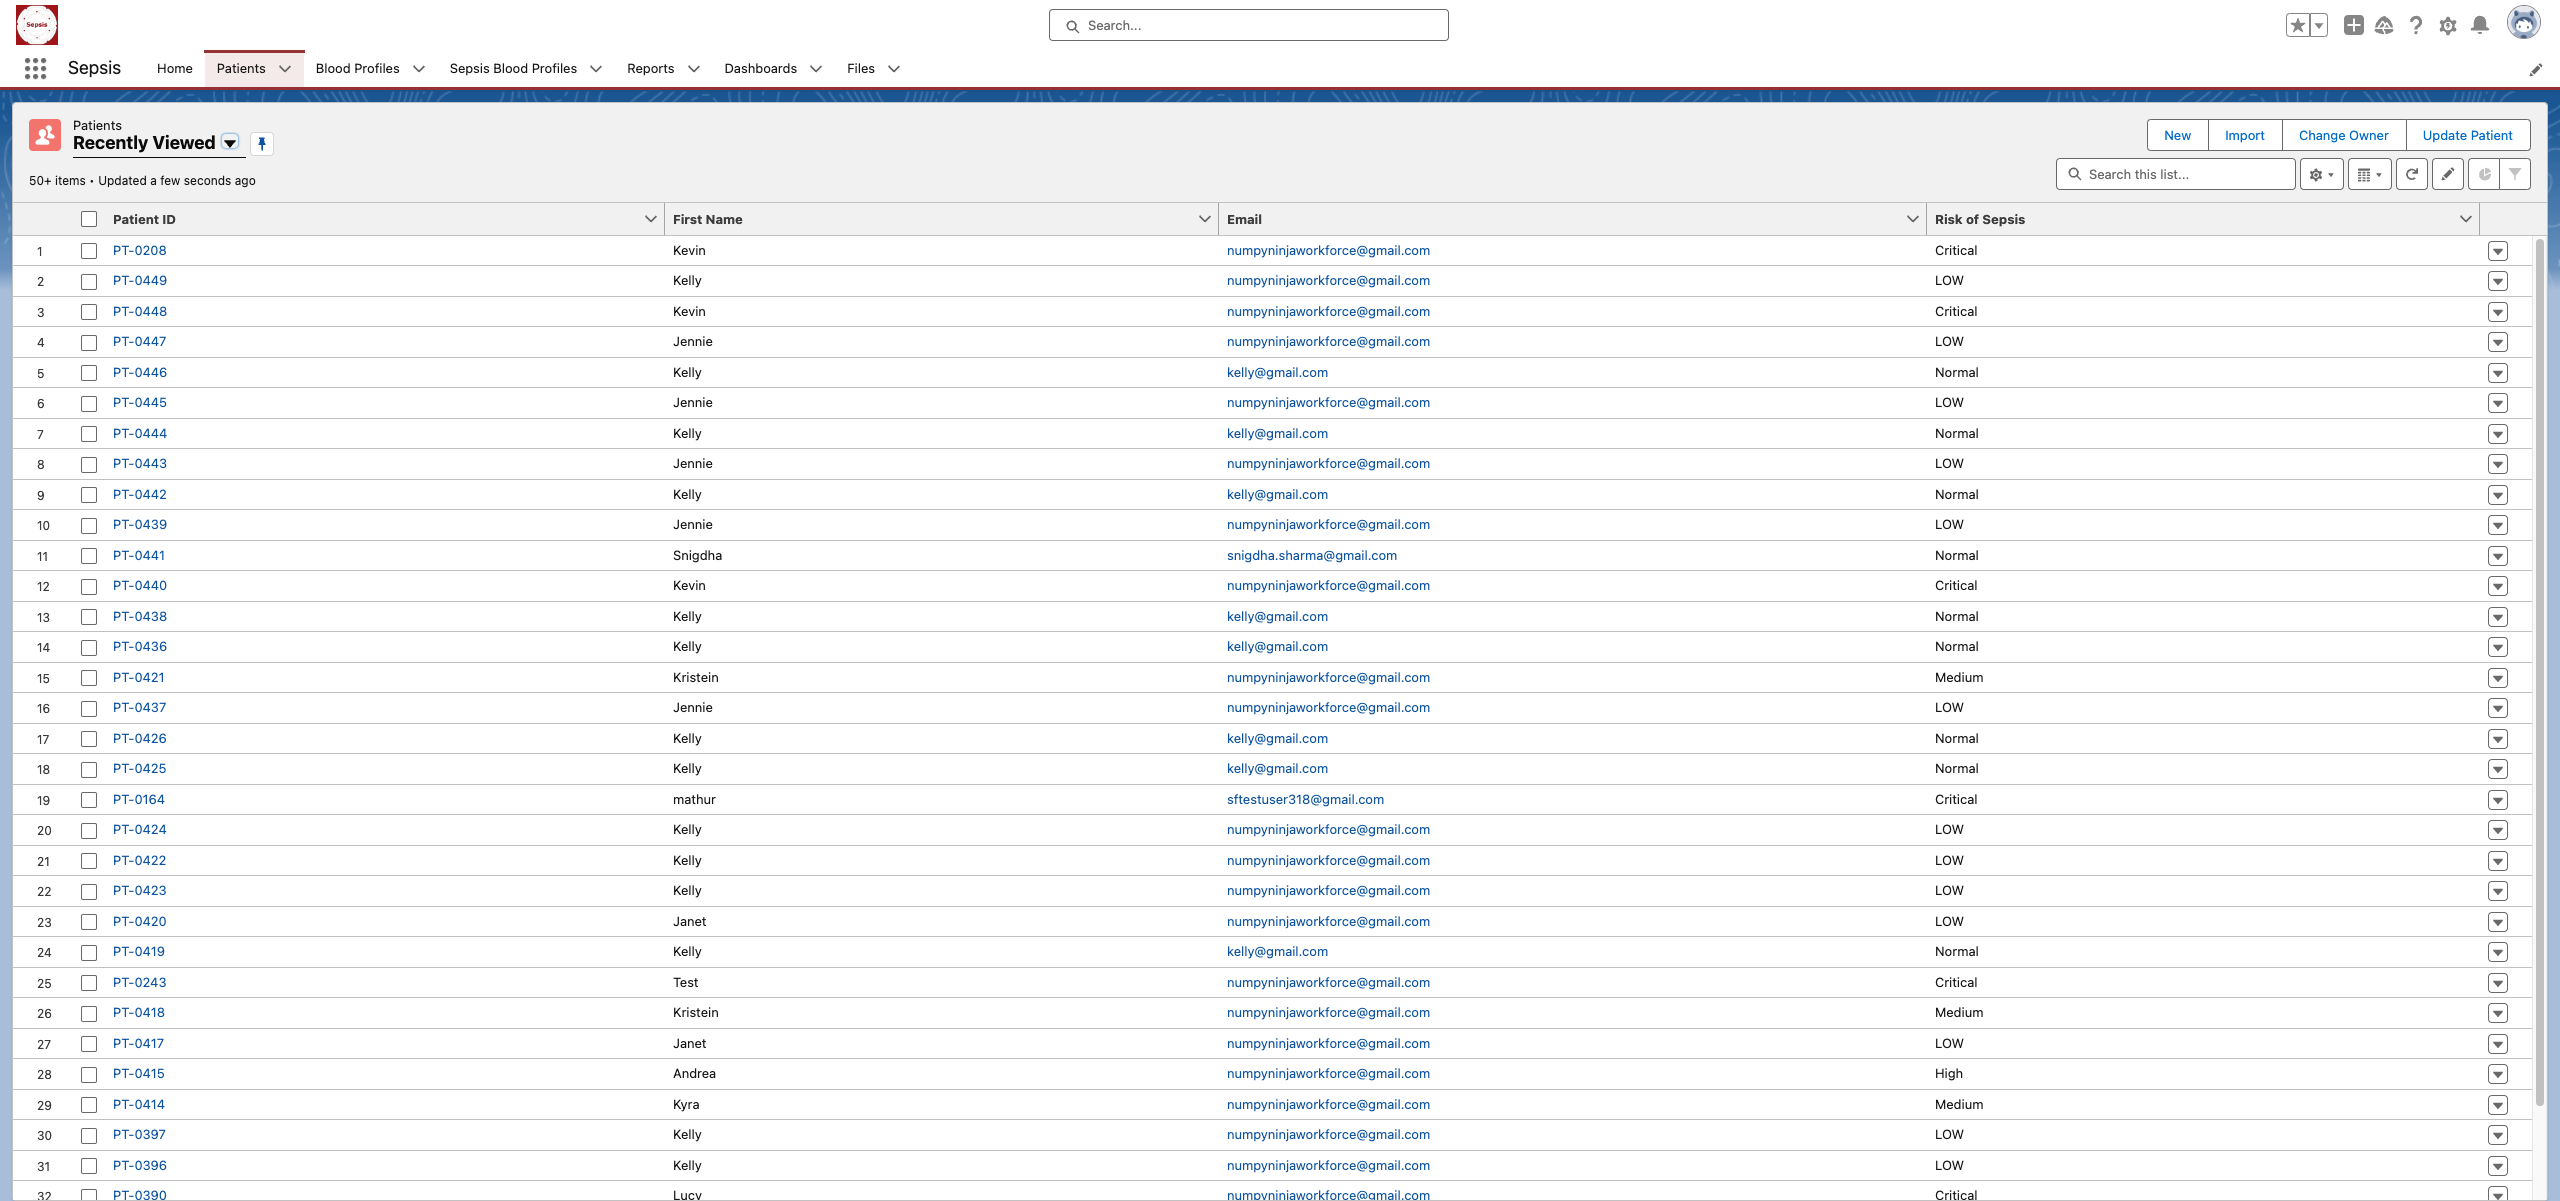 Sepsis
Search...
Sepsis Home Patients Blood Profiles Sepsis Blood Profiles Reports Dashboards Files
Patients
Recently Viewed
New Import Change Owner Update Patient
50+ items • Updated a few seconds ago
Search this list...
Patient ID First Name Email Risk of Sepsis
1 PT-0208 Kevin numpyninjaworkforce@gmail.com Critical
2 PT-0449 Kelly numpyninjaworkforce@gmail.com LOW
3 PT-0448 Kevin numpyninjaworkforce@gmail.com Critical
4 PT-0447 Jennie numpyninjaworkforce@gmail.com LOW
5 PT-0446 Kelly kelly@gmail.com Normal
6 PT-0445 Jennie numpyninjaworkforce@gmail.com LOW
7 PT-0444 Kelly kelly@gmail.com Normal
8 PT-0443 Jennie numpyninjaworkforce@gmail.com LOW
9 PT-0442 Kelly kelly@gmail.com Normal
10 PT-0439 Jennie numpyninjaworkforce@gmail.com LOW
11 PT-0441 Snigdha snigdha.sharma@gmail.com Normal
12 PT-0440 Kevin numpyninjaworkforce@gmail.com Critical
13 PT-0438 Kelly kelly@gmail.com Normal
14 PT-0436 Kelly kelly@gmail.com Normal
15 PT-0421 Kristein numpyninjaworkforce@gmail.com Medium
16 PT-0437 Jennie numpyninjaworkforce@gmail.com LOW
17 PT-0426 Kelly kelly@gmail.com Normal
18 PT-0425 Kelly kelly@gmail.com Normal
19 PT-0164 mathur sftestuser318@gmail.com Critical
20 PT-0424 Kelly numpyninjaworkforce@gmail.com LOW
21 PT-0422 Kelly numpyninjaworkforce@gmail.com LOW
22 PT-0423 Kelly numpyninjaworkforce@gmail.com LOW
23 PT-0420 Janet numpyninjaworkforce@gmail.com LOW
24 PT-0419 Kelly kelly@gmail.com Normal
25 PT-0243 Test numpyninjaworkforce@gmail.com Critical
26 PT-0418 Kristein numpyninjaworkforce@gmail.com Medium
27 PT-0417 Janet numpyninjaworkforce@gmail.com LOW
28 PT-0415 Andrea numpyninjaworkforce@gmail.com High
29 PT-0414 Kyra numpyninjaworkforce@gmail.com Medium
30 PT-0397 Kelly numpyninjaworkforce@gmail.com LOW
31 PT-0396 Kelly numpyninjaworkforce@gmail.com LOW
32 PT-0390 Lucy numpyninjaworkforce@gmail.com Critical